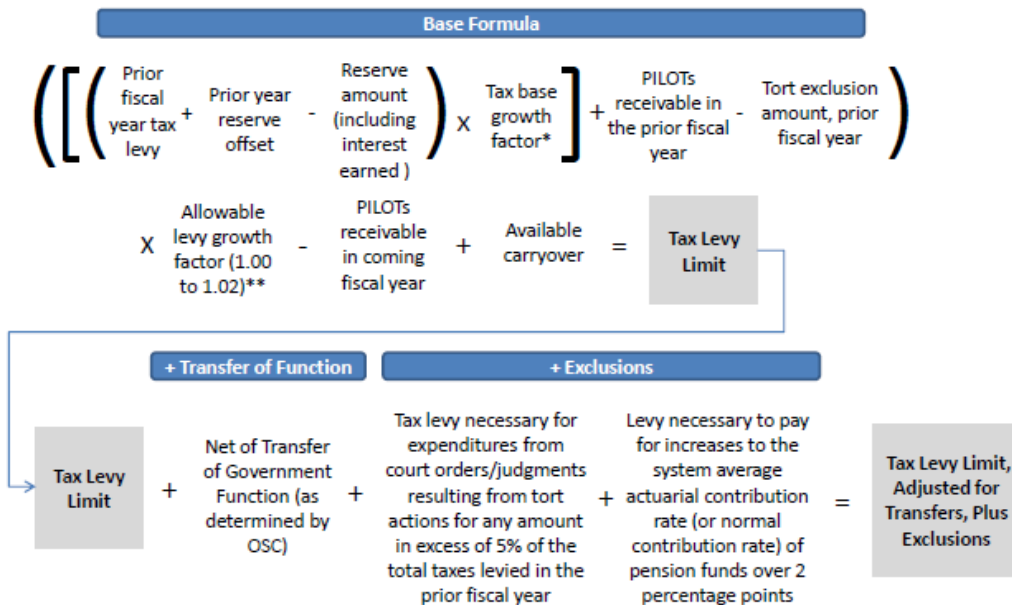 Base Formula
Prior
fiscal
year tax
levy
+
Prior year
reserve
offset
-
Reserve
amount
(including
interest
earned )
X
Tax base
growth
factor*
+
PILOTs
receivable in
the prior fiscal
year
-
Tort exclusion
amount, prior
fiscal year
X
Allowable
levy growth
factor (1.00
to 1.02)**
-
PILOTs
receivable
in coming
fiscal year
+
Available
carryover
=
Tax Levy
Limit
+ Transfer of Function
+ Exclusions
Tax Levy
Limit
+
Net of Transfer
of Government
Function (as
determined by
OSC)
+
Tax levy necessary for
expenditures from
court orders/judgments
resulting from tort
actions for any amount
in excess of 5% of the
total taxes levied in the
prior fiscal year
+
Levy necessary to pay
for increases to the
system average
actuarial contribution
rate (or normal
contribution rate) of
pension funds over 2
percentage points
=
Tax Levy Limit,
Adjusted for
Transfers, Plus
Exclusions